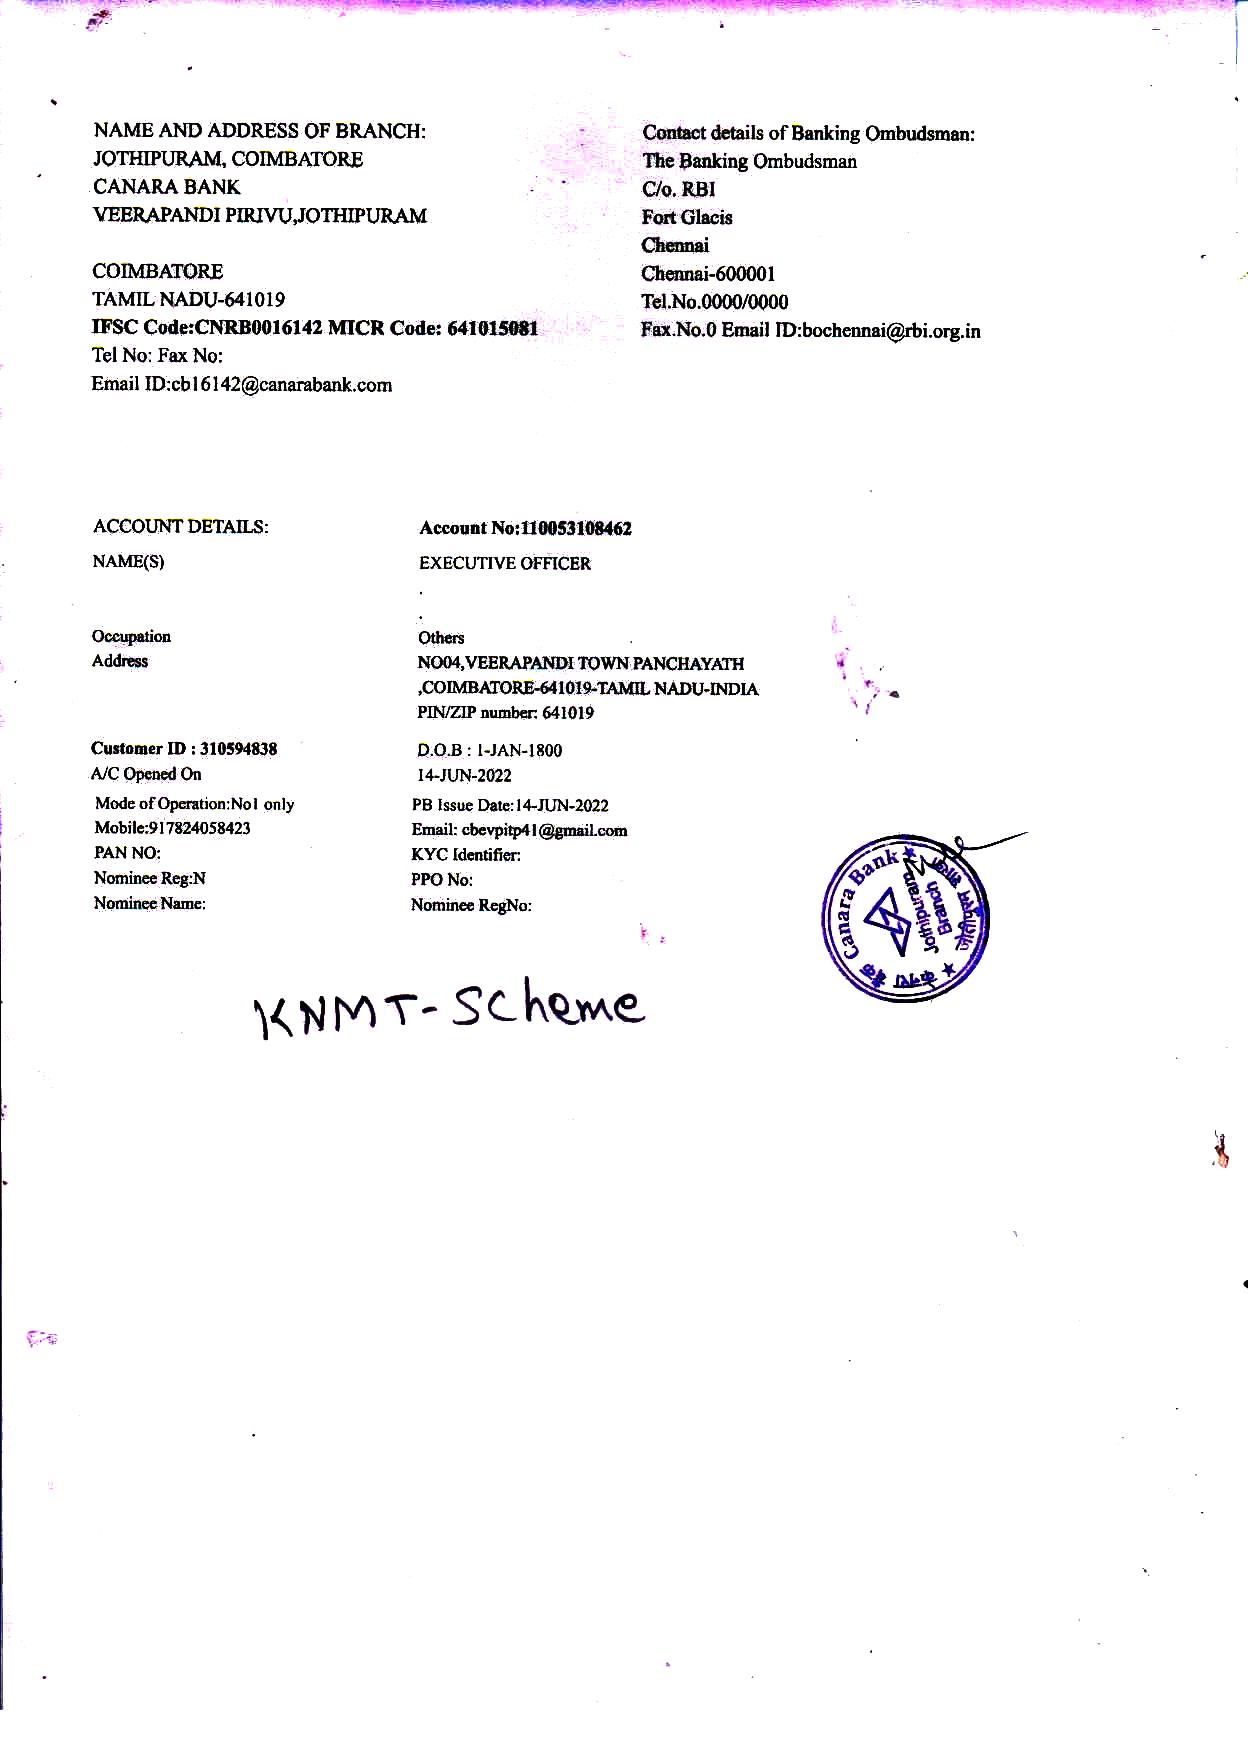 NAME AND ADDRESS OF BRANCH:
JOTHIPURAM, COIMBATORE
CANARA BANK
VEERAPANDI PIRIVU,JOTHIPURAM
COIMBATORE
TAMIL NADU-641019
IFSC Code:CNRB0016142 MICR Code: 641015081
Tel No: Fax No:
Email ID:cb16142@canarabank.com
Contact details of Banking Ombudsman:
The Banking Ombudsman
C/o. RBI
Fort Glacis
Chennai
Chennai-600001
Tel.No.0000/0000
Fax.No.0 Email ID:bochennai@rbi.org.in
ACCOUNT DETAILS: Account No:110053108462
NAME(S) EXECUTIVE OFFICER
.
.
Occupation Others
Address NO04,VEERAPANDI TOWN PANCHAYATH
,COIMBATORE-641019-TAMIL NADU-INDIA
PIN/ZIP number: 641019
Customer ID : 310594838 D.O.B : 1-JAN-1800
A/C Opened On 14-JUN-2022
Mode of Operation:No1 only PB Issue Date:14-JUN-2022
Mobile:917824058423 Email: cbevpitp41@gmail.com
PAN NO: KYC Identifier:
Nominee Reg:N PPO No:
Nominee Name: Nominee RegNo:
Canara Bank
Jothipuram
Branch
केनरा बैंक
KNMT-Scheme